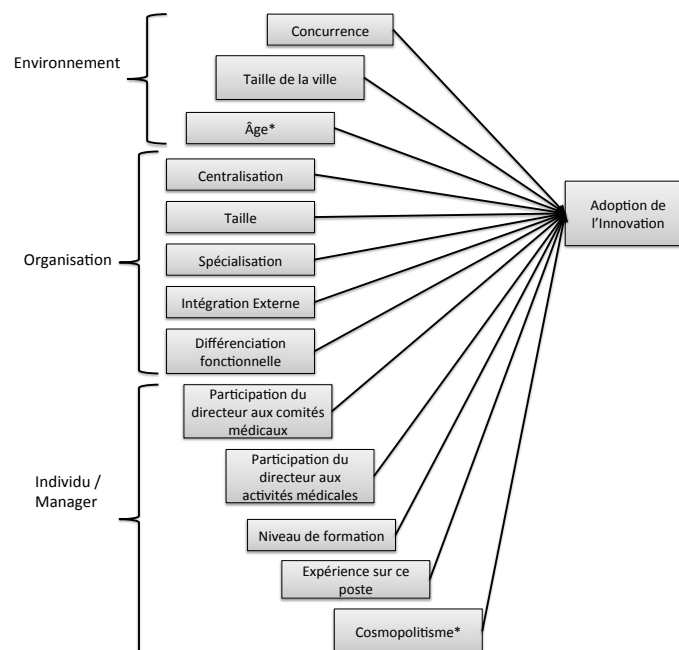 Environnement
Concurrence
Taille de la ville
Âge*
Organisation
Centralisation
Taille
Spécialisation
Intégration Externe
Différenciation
fonctionnelle
Individu /
Manager
Participation du
directeur aux comités
médicaux
Participation du
directeur aux
activités médicales
Niveau de formation
Expérience sur ce
poste
Cosmopolitisme*
Adoption de
l'Innovation